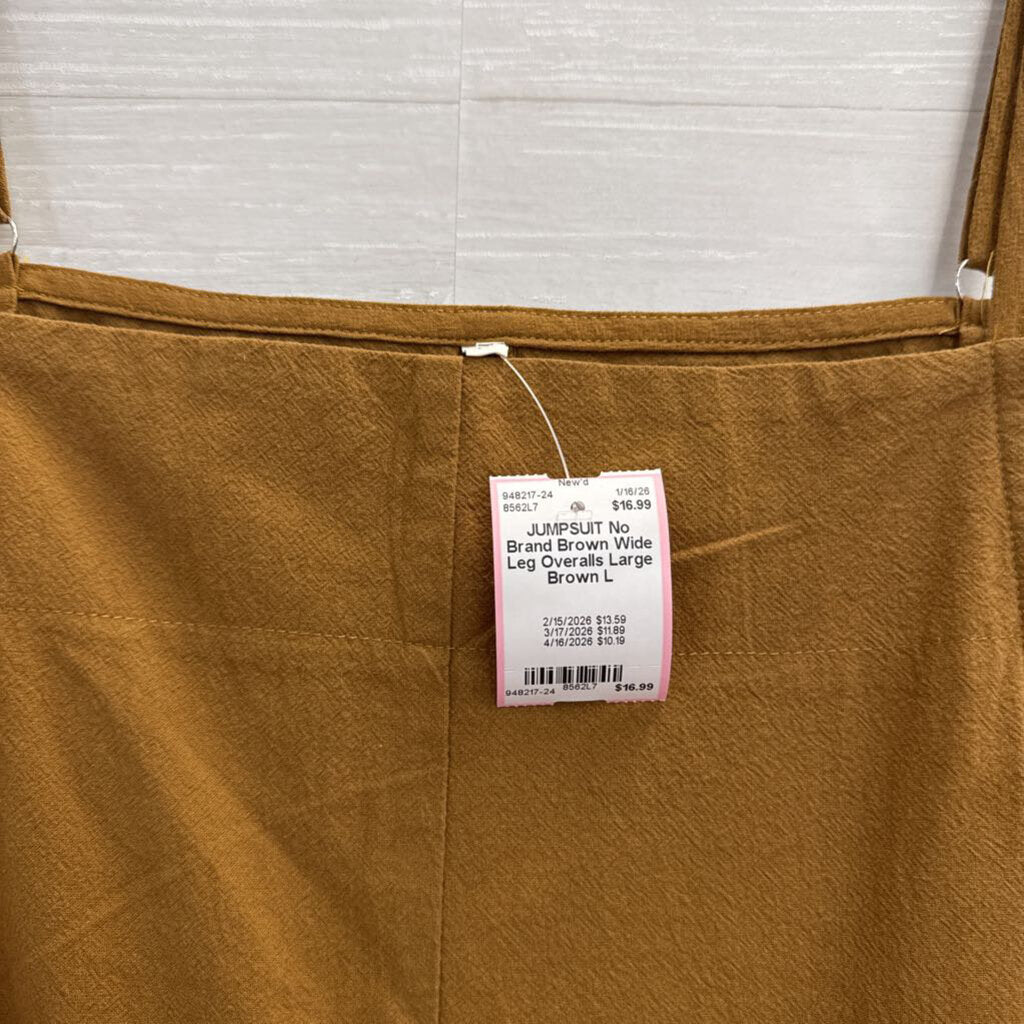 New'd
948217-24 1/16/26
8562L7 $16.99
JUMPSUIT No
Brand Brown Wide
Leg Overalls Large
Brown L
2/15/2026 $13.59
3/17/2026 $11.89
4/16/2026 $10.19
948217-24 8562L7 $16.99